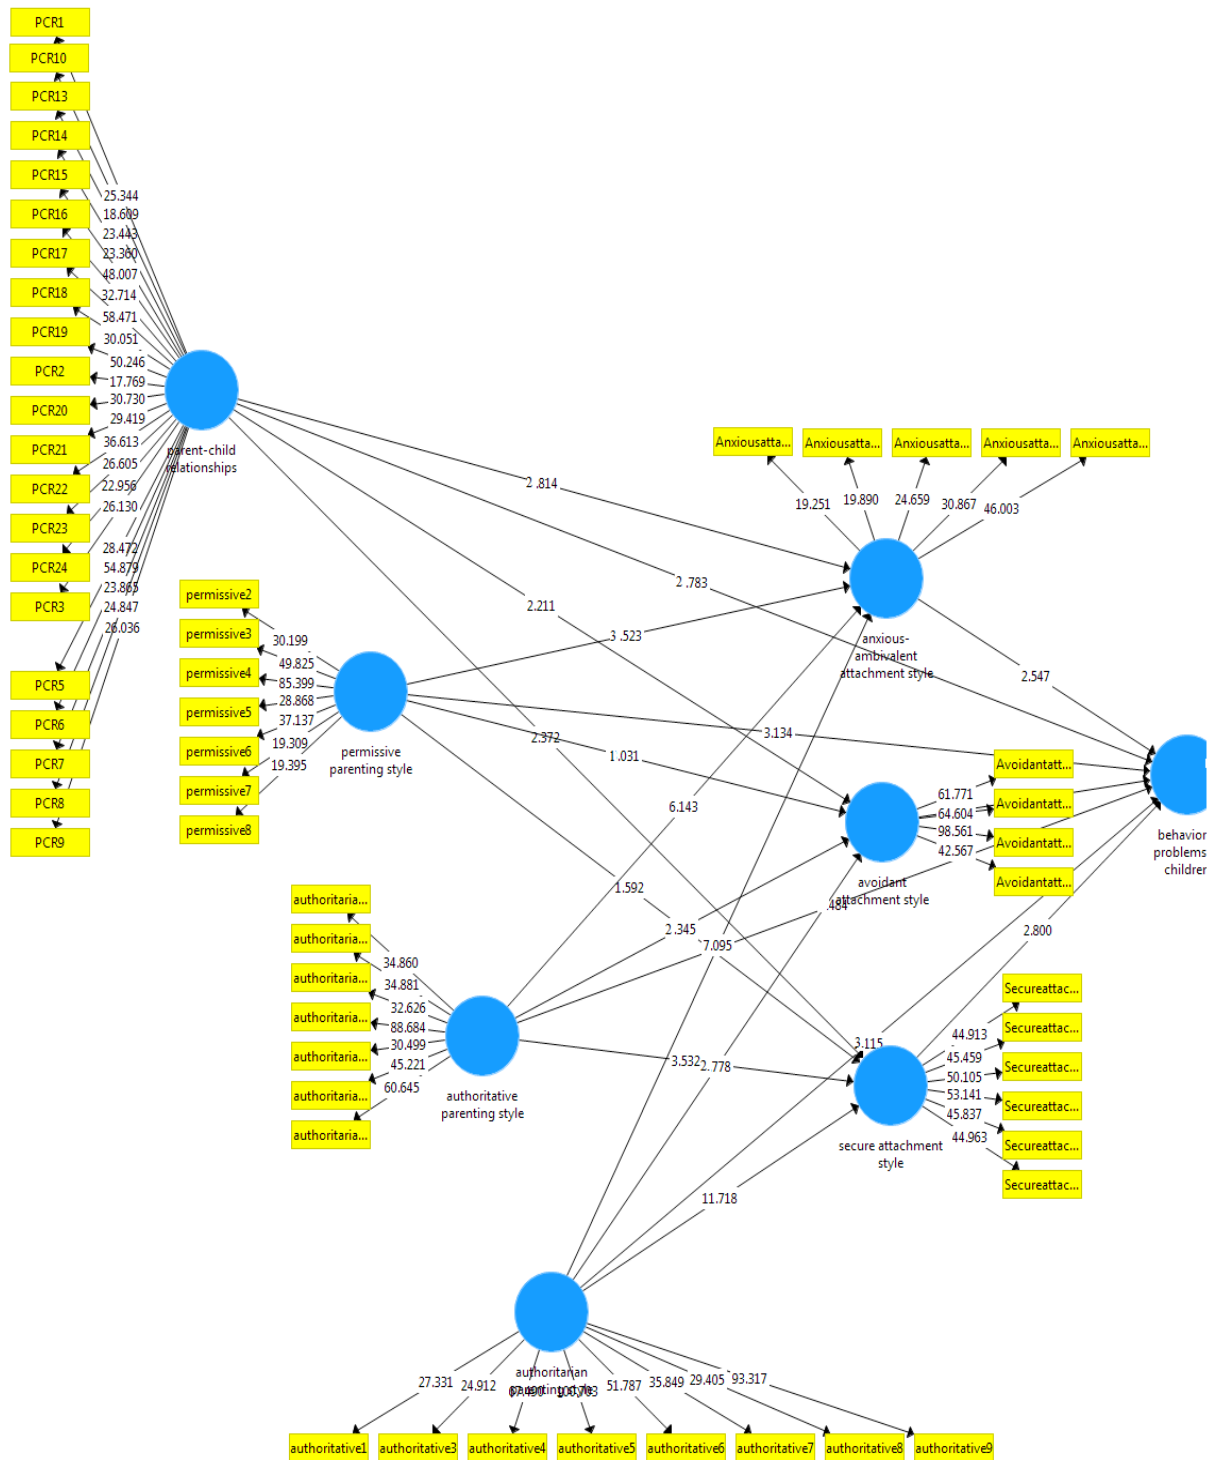 PCR1
PCR10
PCR13
PCR14
PCR15
PCR16
PCR17
PCR18
PCR19
PCR2
PCR20
PCR21
PCR22
PCR23
PCR24
PCR3
PCR5
PCR6
PCR7
PCR8
PCR9
25.344
18.609
23.443
23.360
48.007
32.714
58.471
30.051
50.246
17.769
30.730
29.419
36.613
26.605
22.956
26.130
28.472
54.879
23.865
24.847
26.036
parent-child
relationships
Anxiousatta...
Anxiousatta...
Anxiousatta...
Anxiousatta...
Anxiousatta...
19.251
19.890
24.659
30.867
46.003
anxious-
ambivalent
attachment style
2 .814
2 .783
2.211
3 .523
2.547
2.372
3.134
1 .031
permissive2
permissive3
permissive4
permissive5
permissive6
permissive7
permissive8
30.199
49.825
85.399
28.868
37.137
19.309
19.395
permissive
parenting style
6.143
1.592
Avoidantatt...
Avoidantatt...
Avoidantatt...
Avoidantatt...
61.771
64.604
98.561
42.567
avoidant
attachment style
behavior
problems
children
.484
2.345
7.095
2.800
authoritaria...
authoritaria...
authoritaria...
authoritaria...
authoritaria...
authoritaria...
authoritaria...
34.860
34.881
32.626
88.684
30.499
45.221
60.645
authoritative
parenting style
3.532
2.778
3.115
Secureattac...
Secureattac...
Secureattac...
Secureattac...
Secureattac...
Secureattac...
44.913
45.459
50.105
53.141
45.837
44.963
secure attachment
style
11.718
authoritarian
parenting style
27.331
24.912
51.787
35.849
29.405
93.317
authoritative1
authoritative3
authoritative4
authoritative5
authoritative6
authoritative7
authoritative8
authoritative9